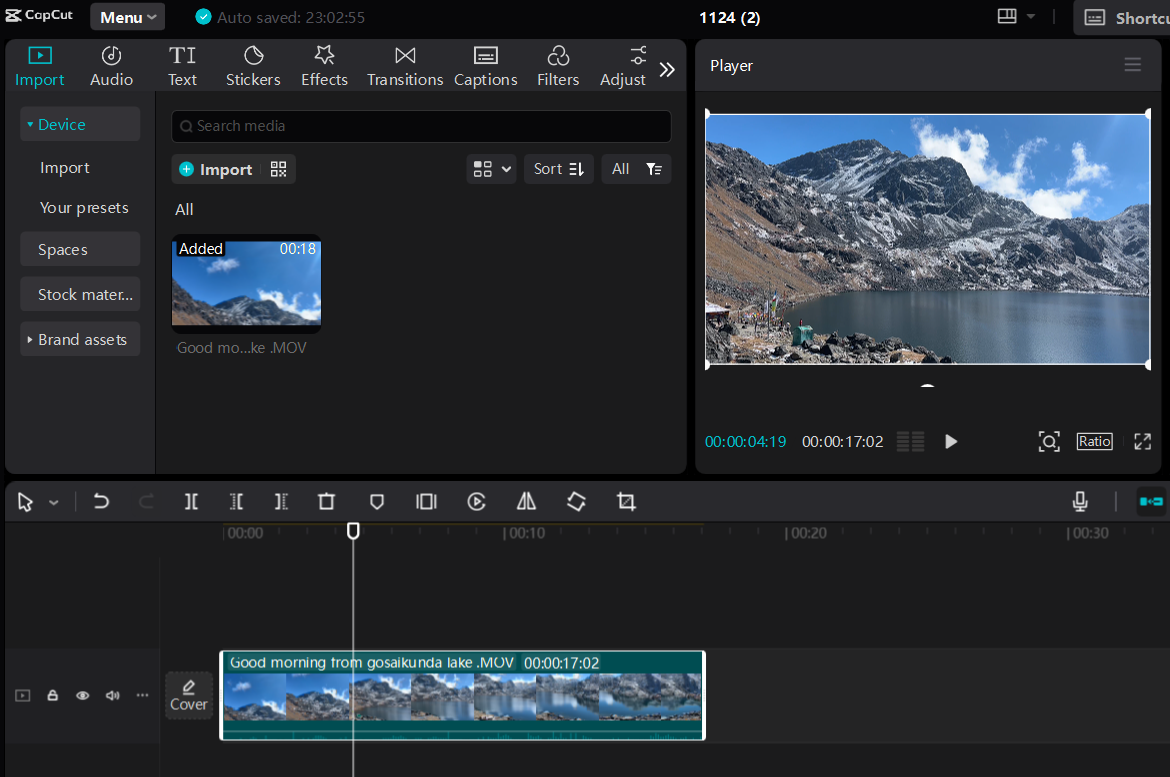 CapCut
Menu
Auto saved: 23:02:55
1124 (2)
Shortcu
Import
Audio
TI
Text
Stickers
Effects
Transitions
Captions
Filters
Adjust
Player
Device
Import
Your presets
Spaces
Stock mater...
Brand assets
Search media
Import
Sort
All
All
Added
00:18
Good mo...ke .MOV
00:00:04:19
00:00:17:02
Ratio
00:00
00:10
00:20
00:30
Good morning from gosaikunda lake .MOV 00:00:17:02
Cover